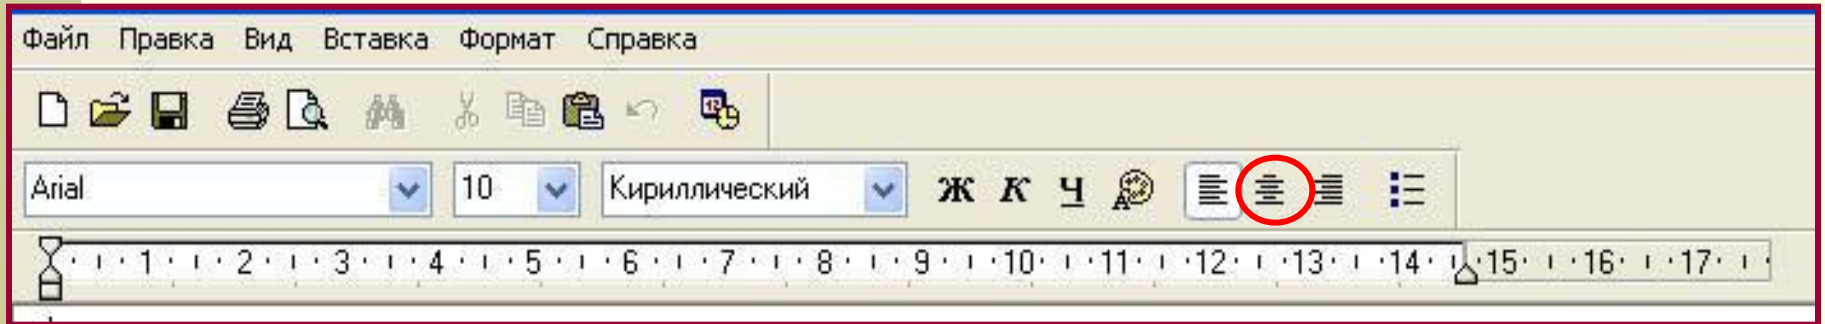 Файл Правка Вид Вставка Формат Справка
12
Arial 10 Кириллический Ж К Ч А
1 2 3 4 5 6 7 8 9 10 11 12 13 14 15 16 17